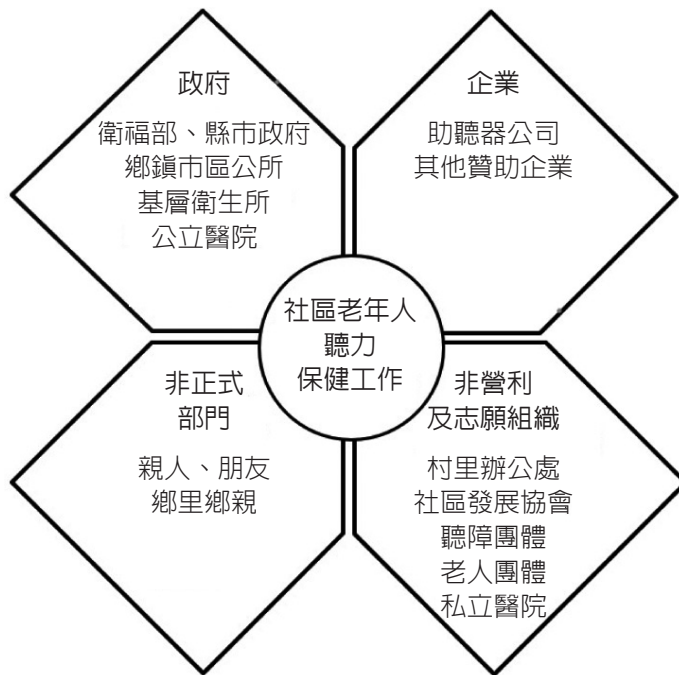 政府
衛福部、縣市政府
鄉鎮市區公所
基層衛生所
公立醫院
企業
助聽器公司
其他贊助企業
社區老年人
聽力
保健工作
非正式
部門
親人、朋友
鄉里鄉親
非營利
及志願組織
村里辦公處
社區發展協會
聽障團體
老人團體
私立醫院